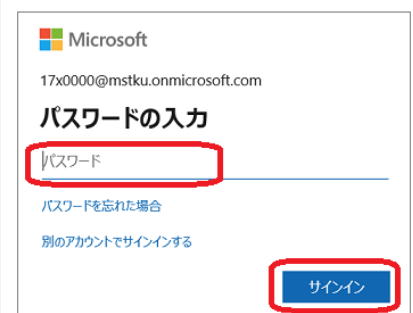 Microsoft
17x0000@mstku.onmicrosoft.com
パスワードの入力
パスワード
パスワードを忘れた場合
別のアカウントでサインインする
サインイン